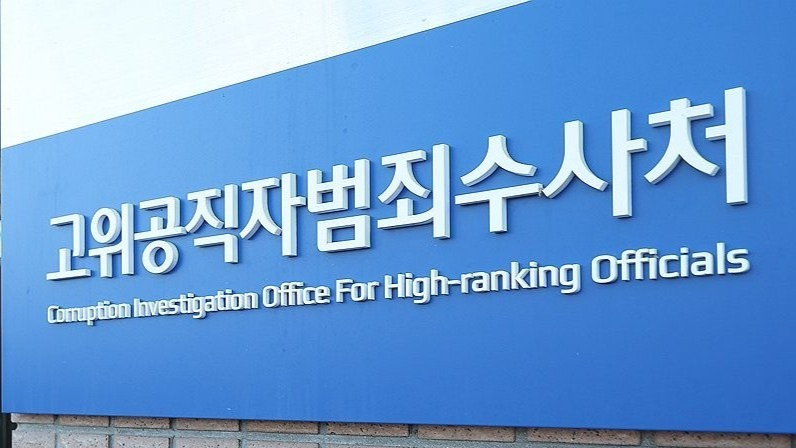 고위공직자범죄수사처
Corruption Investigation Office For High-ranking Officials